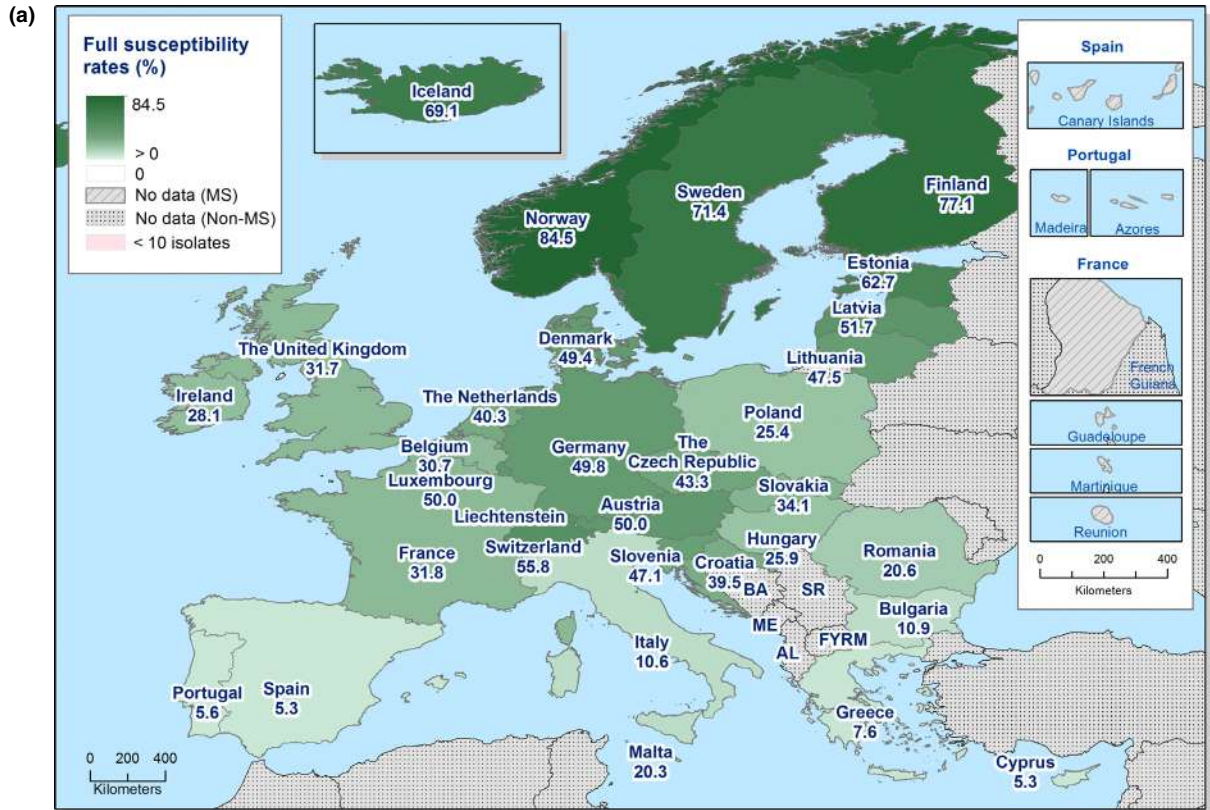 (a)
Full susceptibility
rates (%)
84.5
> 0
0
No data (MS)
No data (Non-MS)
< 10 isolates
Iceland
69.1
Norway
84.5
Sweden
71.4
Finland
77.1
Estonia
62.7
Latvia
51.7
Lithuania
47.5
Denmark
49.4
The United Kingdom
31.7
Ireland
28.1
The Netherlands
40.3
Belgium
30.7
Luxembourg
50.0
Germany
49.8
Poland
25.4
The
Czech Republic
43.3
Slovakia
34.1
Austria
50.0
Liechtenstein
Switzerland
55.8
France
31.8
Slovenia
47.1
Hungary
25.9
Croatia
39.5
Romania
20.6
BA
SR
ME
AL
FYRM
Bulgaria
10.9
Italy
10.6
Portugal
5.6
Spain
5.3
Greece
7.6
Malta
20.3
Cyprus
5.3
0 200 400
Kilometers
Spain
Canary Islands
Portugal
Madeira
Azores
France
French
Guiana
Guadeloupe
Martinique
Reunion
0 200 400
Kilometers